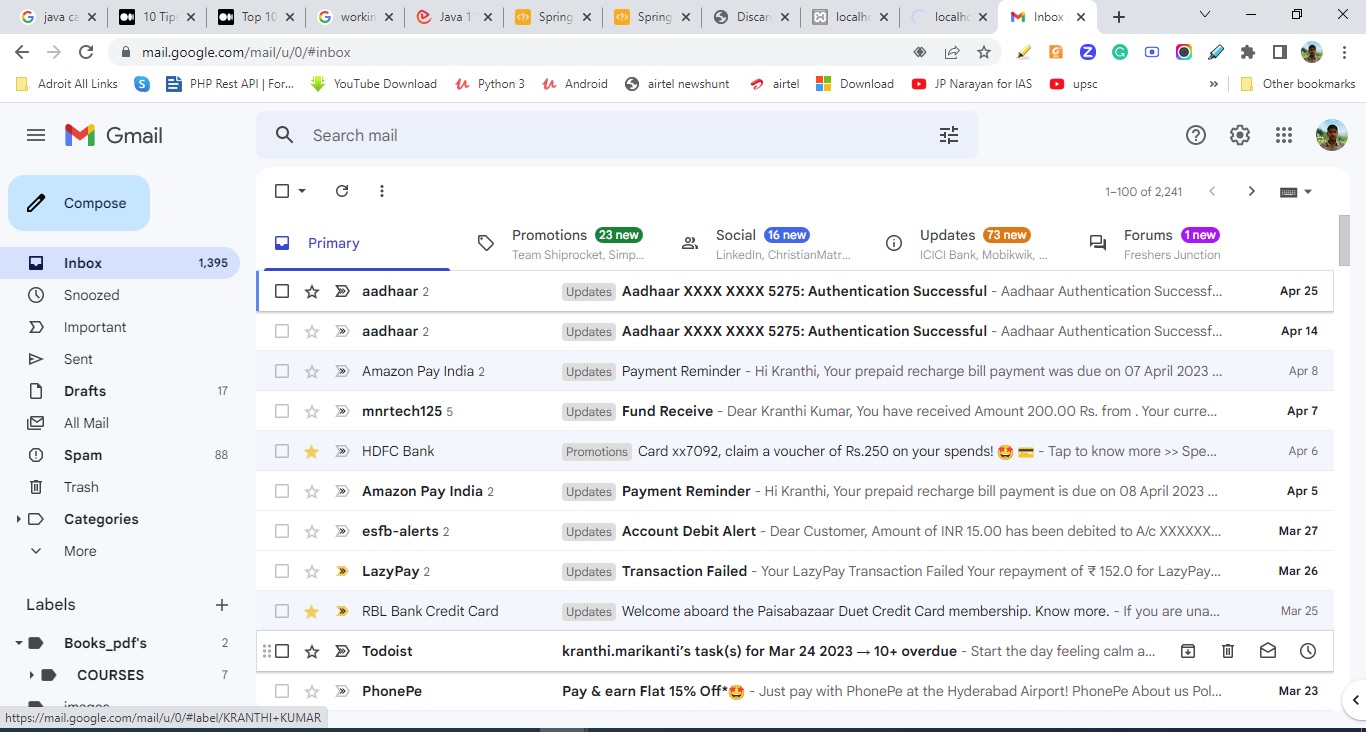 java ca
10 Tip
Top 10
workin
Java 1
Spring
Spring
Discar
localho
localho
Inbox
mail.google.com/mail/u/0/#inbox
Adroit All Links
PHP Rest API | For...
YouTube Download
Python 3
Android
airtel newshunt
airtel
Download
JP Narayan for IAS
upsc
»
Other bookmarks
Gmail
Search mail
Compose
1–100 of 2,241
Primary
Promotions 23 new
Team Shiprocket, Simp...
Social 16 new
LinkedIn, ChristianMatr...
Updates 73 new
ICICI Bank, Mobikwik, ...
Forums 1 new
Freshers Junction
Inbox 1,395
Snoozed
Important
Sent
Drafts 17
All Mail
Spam 88
Trash
Categories
More
Labels +
Books_pdf's 2
COURSES 7
images
aadhaar 2 Updates Aadhaar XXXX XXXX 5275: Authentication Successful - Aadhaar Authentication Successf... Apr 25
aadhaar 2 Updates Aadhaar XXXX XXXX 5275: Authentication Successful - Aadhaar Authentication Successf... Apr 14
Amazon Pay India 2 Updates Payment Reminder - Hi Kranthi, Your prepaid recharge bill payment was due on 07 April 2023 ... Apr 8
mnrtech125 5 Updates Fund Receive - Dear Kranthi Kumar, You have received Amount 200.00 Rs. from . Your curre... Apr 7
HDFC Bank Promotions Card xx7092, claim a voucher of Rs.250 on your spends! 🤩 💳 - Tap to know more >> Spe... Apr 6
Amazon Pay India 2 Updates Payment Reminder - Hi Kranthi, Your prepaid recharge bill payment is due on 08 April 2023 ... Apr 5
esfb-alerts 2 Updates Account Debit Alert - Dear Customer, Amount of INR 15.00 has been debited to A/c XXXXXX... Mar 27
LazyPay 2 Updates Transaction Failed - Your LazyPay Transaction Failed Your repayment of ₹ 152.0 for LazyPay... Mar 26
RBL Bank Credit Card Updates Welcome aboard the Paisabazaar Duet Credit Card membership. Know more. - If you are una... Mar 25
Todoist kranthi.marikanti's task(s) for Mar 24 2023 → 10+ overdue - Start the day feeling calm a...
PhonePe Pay & earn Flat 15% Off*🤩 - Just pay with PhonePe at the Hyderabad Airport! PhonePe About us Pol... Mar 23
https://mail.google.com/mail/u/0/#label/KRANTHI+KUMAR